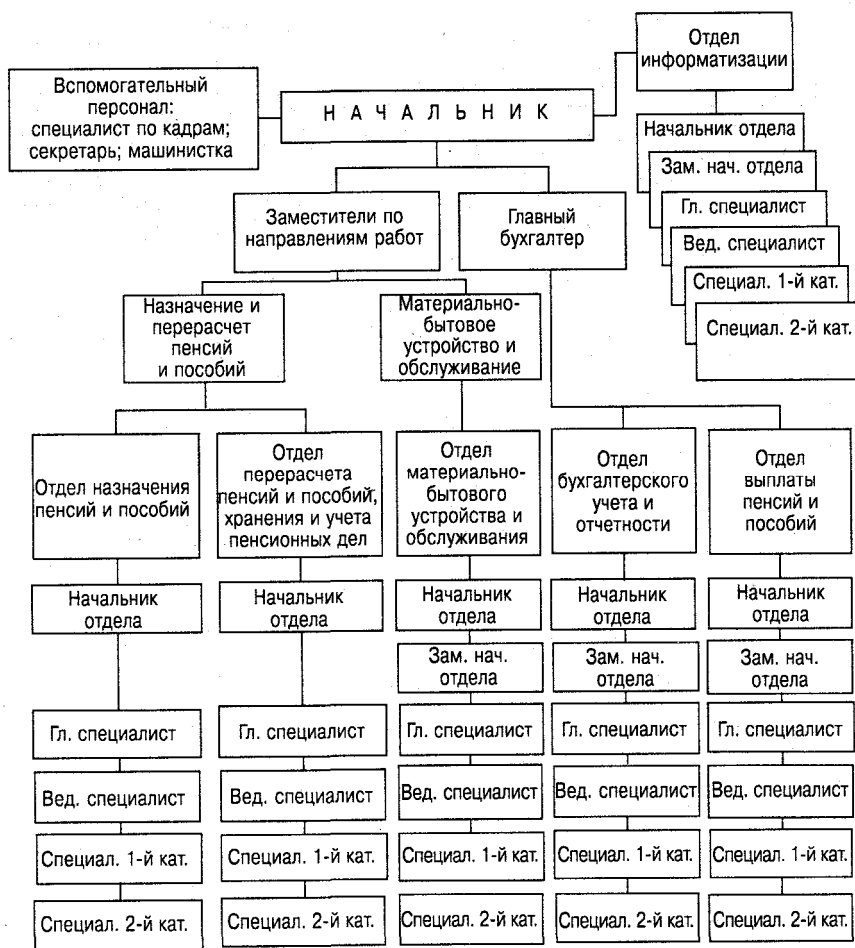 Отдел
информатизации
Вспомогательный
персонал:
специалист по кадрам;
секретарь; машинистка
НАЧАЛЬНИК
Начальник отдела
Зам. нач. отдела
Гл. специалист
Вед. специалист
Специал. 1-й кат.
Специал. 2-й кат.
Заместители по
направлениям работ
Главный
бухгалтер
Назначение и
перерасчет
пенсий
и пособий
Материально-
бытовое
устройство и
обслуживание
Отдел назначения
пенсий и пособий
Отдел
перерасчета
пенсий и пособий,
хранения и учета
пенсионных дел
Отдел
материально-
бытового
устройства и
обслуживания
Отдел
бухгалтерского
учета и
отчетности
Отдел
выплаты
пенсий и
пособий
Начальник
отдела
Начальник
отдела
Начальник
отдела
Начальник
отдела
Начальник
отдела
Зам. нач.
отдела
Зам. нач.
отдела
Зам. нач.
отдела
Гл. специалист
Гл. специалист
Гл. специалист
Гл. специалист
Гл. специалист
Вед. специалист
Вед. специалист
Вед. специалист
Вед. специалист
Вед. специалист
Специал. 1-й кат.
Специал. 1-й кат.
Специал. 1-й кат.
Специал. 1-й кат.
Специал. 1-й кат.
Специал. 2-й кат.
Специал. 2-й кат.
Специал. 2-й кат.
Специал. 2-й кат.
Специал. 2-й кат.